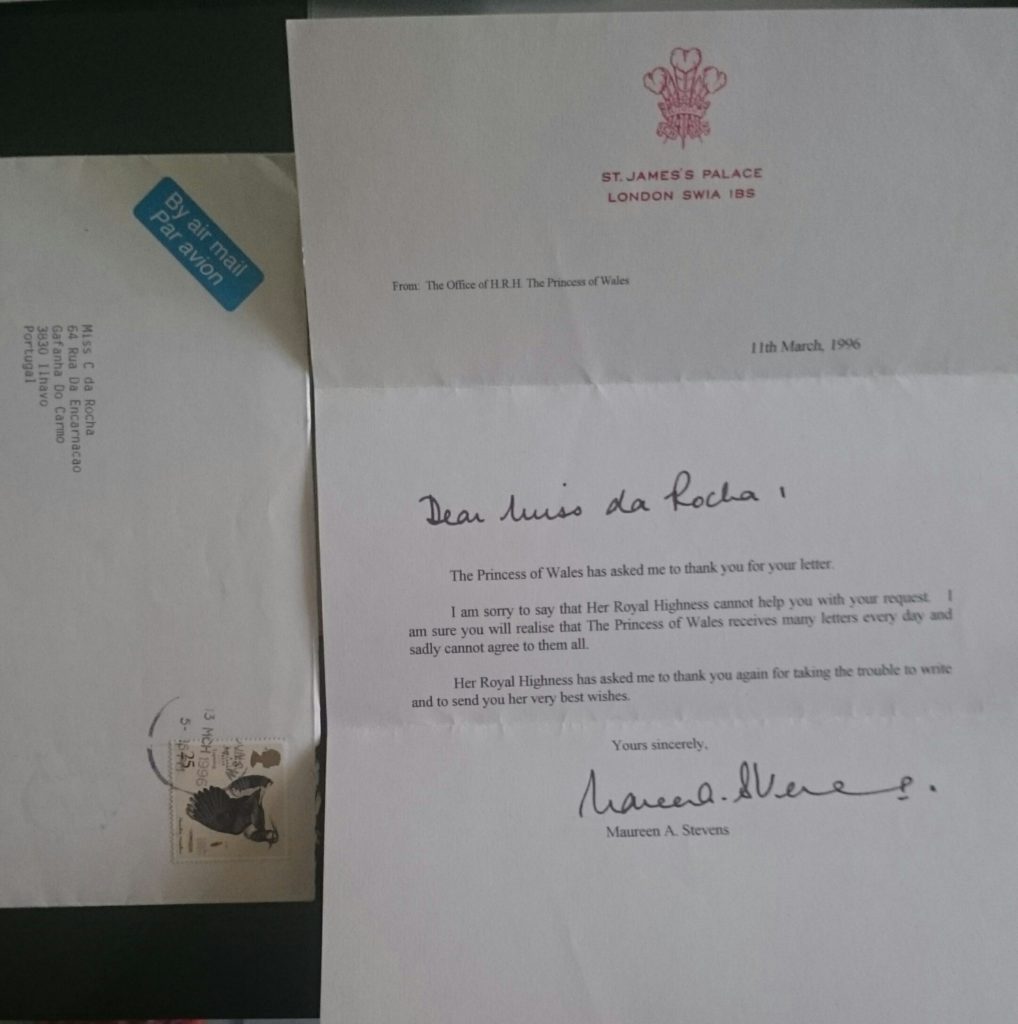 ST. JAMES'S PALACE
LONDON SW1A 1BS
From: The Office of H.R.H. The Princess of Wales
11th March, 1996
Dear Miss da Rocha,
The Princess of Wales has asked me to thank you for your letter.
I am sorry to say that Her Royal Highness cannot help you with your request. I
am sure you will realise that The Princess of Wales receives many letters every day and
sadly cannot agree to them all.
Her Royal Highness has asked me to thank you again for taking the trouble to write
and to send you her very best wishes.
Yours sincerely,
Maureen A. Stevens.
Maureen A. Stevens
By air mail
Par avion
Miss C da Rocha
64 Rua Da Encarnacao
Gafanha Do Carmo
3830 Ilhavo
Portugal
13 MCH 1996
25